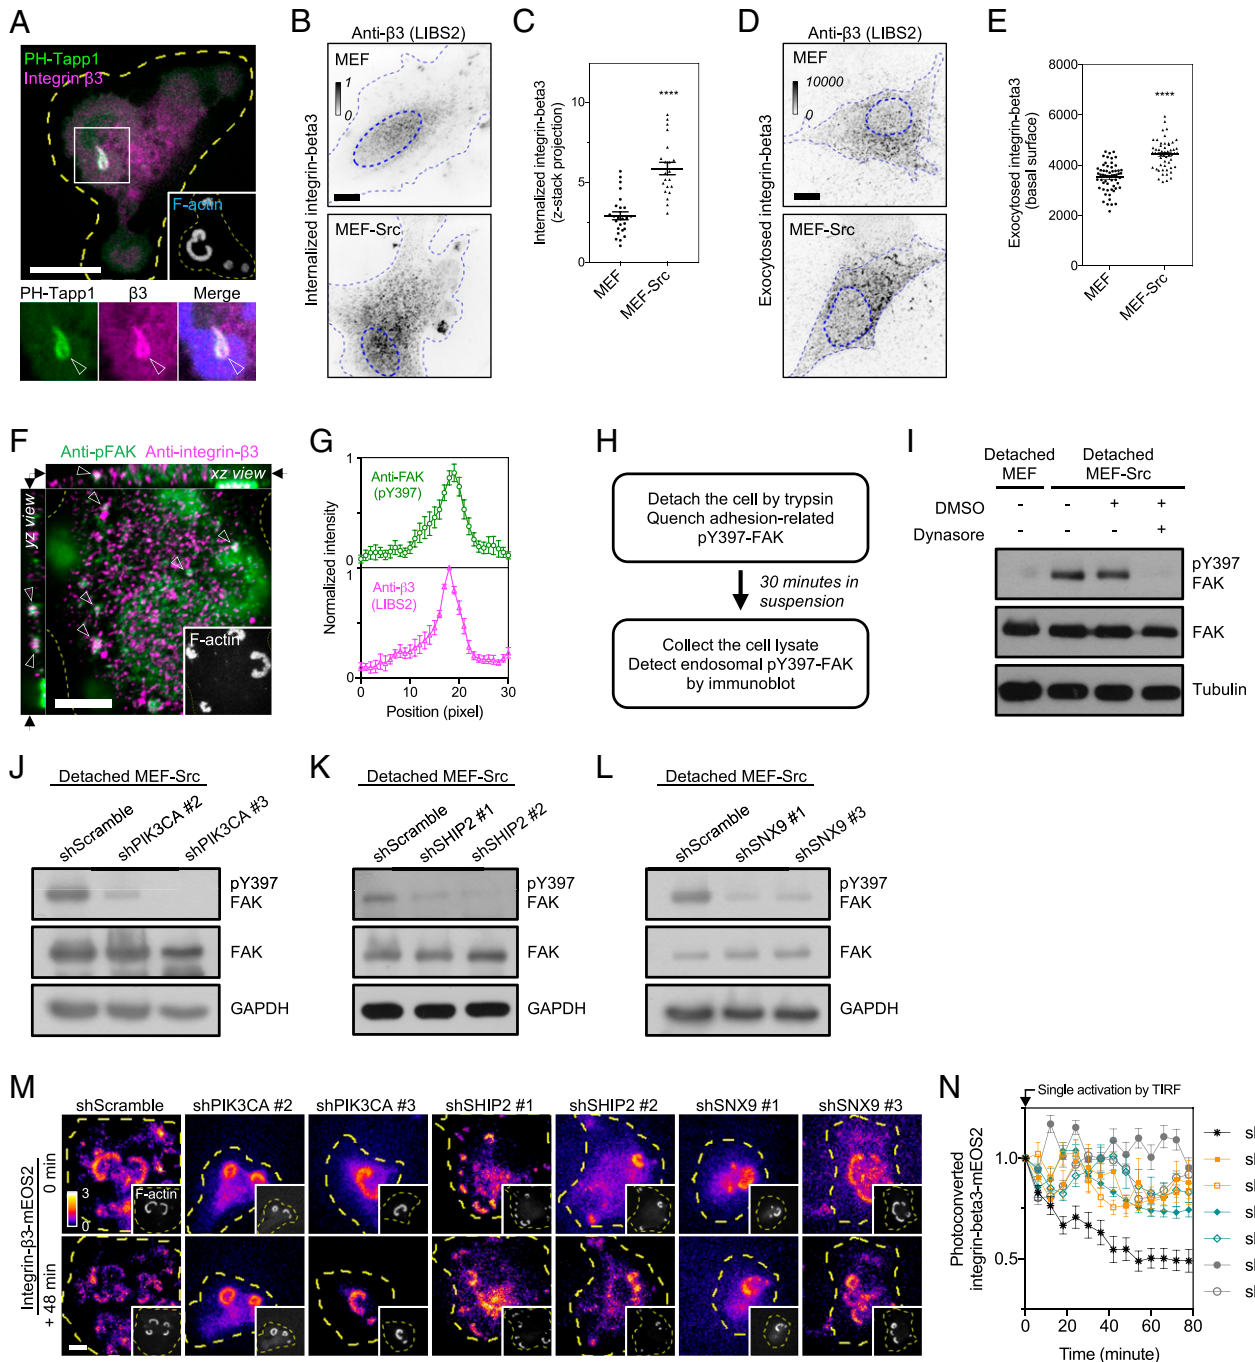 A
PH-Tapp1
Integrin β3
F-actin
PH-Tapp1 β3 Merge
B
Anti-β3 (LIBS2)
MEF
1
0
MEF-Src
Internalized integrin-beta3
C
Internalized integrin-beta3
(z-stack projection)
10
5
0
****
MEF
MEF-Src
D
Anti-β3 (LIBS2)
MEF
10000
0
MEF-Src
Exocytosed integrin-beta3
E
Exocytosed integrin-beta3
(basal surface)
8000
6000
4000
2000
0
****
MEF
MEF-Src
F
Anti-pFAK Anti-integrin-β3
xz view
yz view
F-actin
G
Normalized intensity
1
Anti-FAK
(pY397)
0
1
Anti-β3
(LIBS2)
0
0 10 20 30
Position (pixel)
H
Detach the cell by trypsin
Quench adhesion-related
pY397-FAK
30 minutes in
suspension
Collect the cell lysate
Detect endosomal pY397-FAK
by immunoblot
I
Detached
MEF
Detached
MEF-Src
DMSO - - + +
Dynasore - - - +
pY397
FAK
FAK
Tubulin
J
Detached MEF-Src
shScramble
shPIK3CA #2
shPIK3CA #3
pY397
FAK
FAK
GAPDH
K
Detached MEF-Src
shScramble
shSHIP2 #1
shSHIP2 #2
pY397
FAK
FAK
GAPDH
L
Detached MEF-Src
shScramble
shSNX9 #1
shSNX9 #3
pY397
FAK
FAK
GAPDH
M
shScramble shPIK3CA #2 shPIK3CA #3 shSHIP2 #1 shSHIP2 #2 shSNX9 #1 shSNX9 #3
Integrin-β3-mEOS2
0 min
+ 48 min
3
0
F-actin
N
Single activation by TIRF
Photoconverted
integrin-beta3-mEOS2
1.0
0.5
0 20 40 60 80
Time (minute)
sl
sl
sl
sl
sl
sl
sl